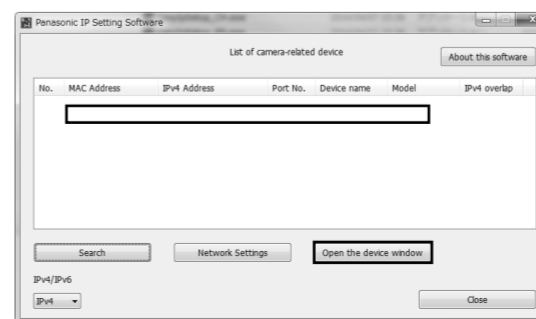 Panasonic IP Setting Software
List of camera-related device
About this software
No. MAC Address IPv4 Address Port No. Device name Model IPv4 overlap
Search Network Settings Open the device window
IPv4/IPv6
IPv4 Close